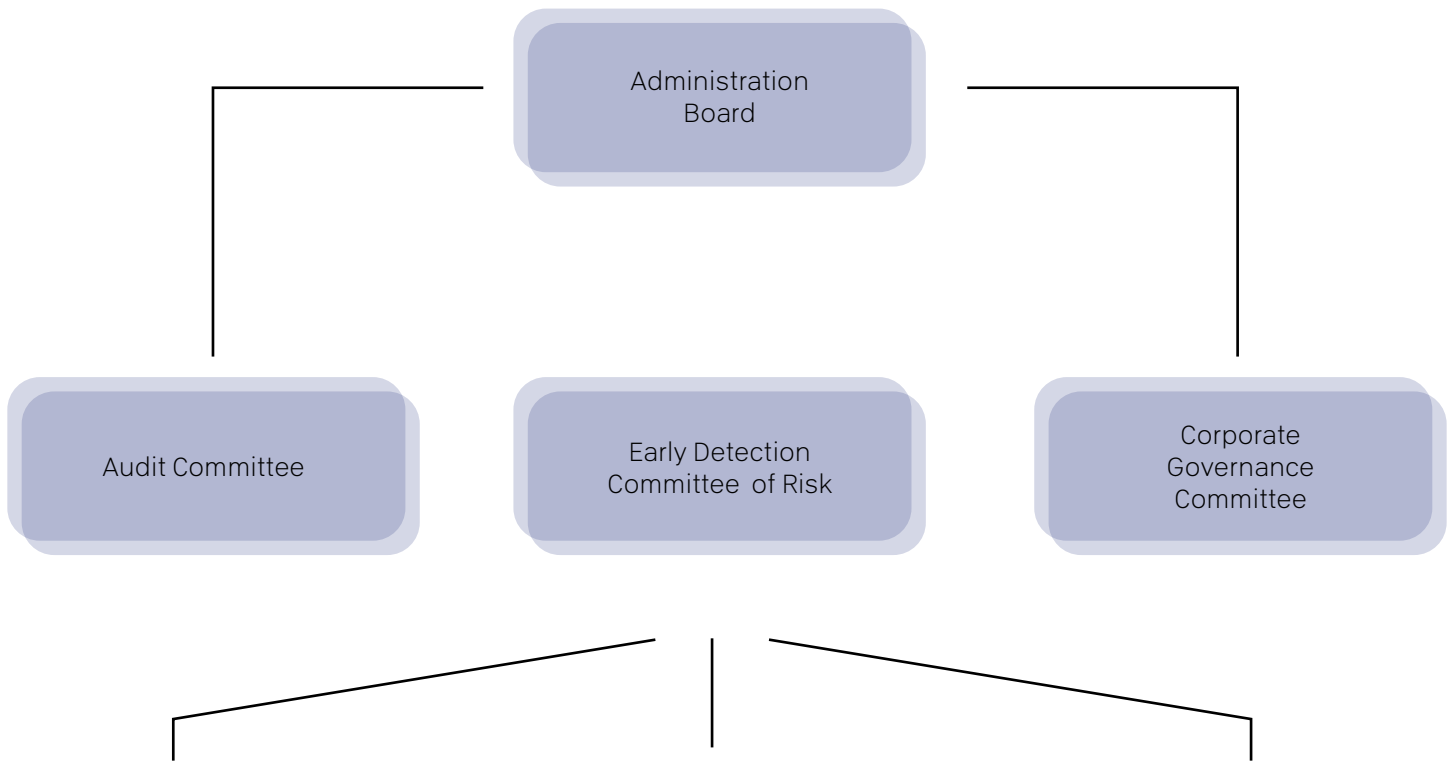 Administration
Board
Audit Committee
Early Detection
Committee of Risk
Corporate
Governance
Committee